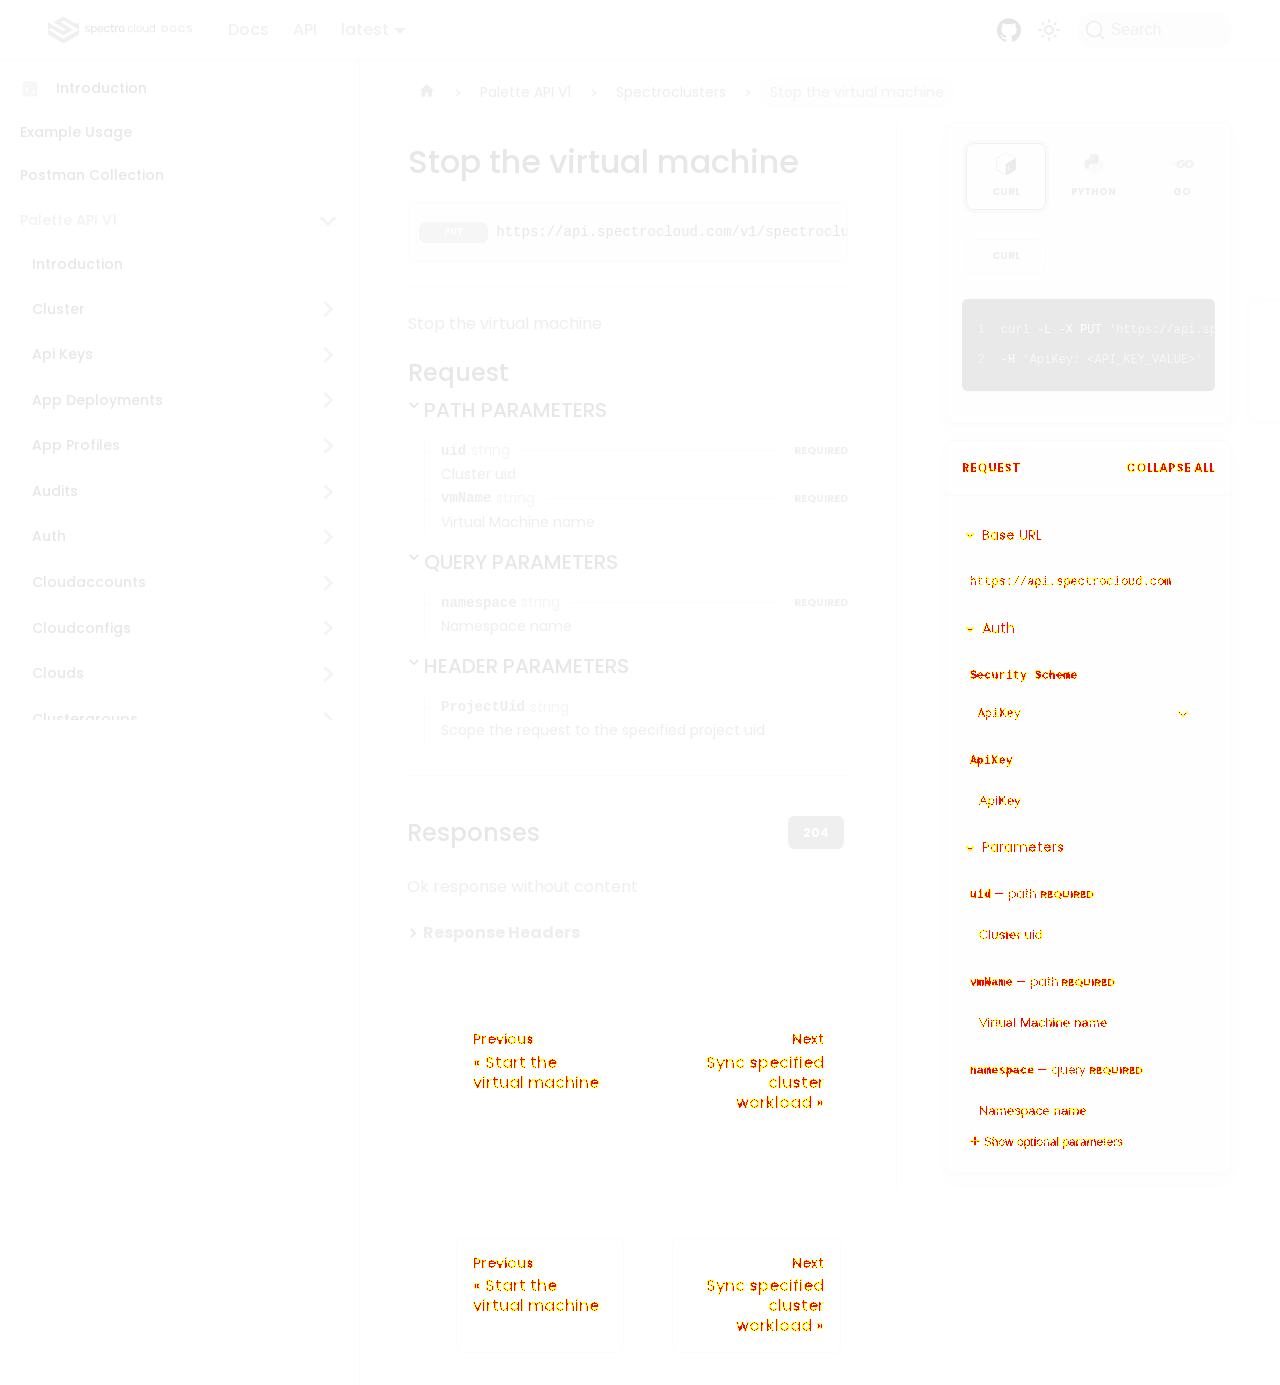 spectro cloud DOCS
Docs API latest
Search
Introduction
Example Usage
Postman Collection
Palette API V1
Introduction
Cluster
Api Keys
App Deployments
App Profiles
Audits
Auth
Cloudaccounts
Cloudconfigs
Clouds
Clustergroups
Palette API V1 › Spectroclusters › Stop the virtual machine
Stop the virtual machine
PUT https://api.spectrocloud.com/v1/spectroclu
Stop the virtual machine
Request
PATH PARAMETERS
uid string REQUIRED
Cluster uid
vmName string REQUIRED
Virtual Machine name
QUERY PARAMETERS
namespace string REQUIRED
Namespace name
HEADER PARAMETERS
ProjectUid string
Scope the request to the specified project uid
Responses
204
Ok response without content
Response Headers
Previous
« Start the
virtual machine
Next
Sync specified
cluster
workload »
Previous
« Start the
virtual machine
Next
Sync specified
cluster
workload »
CURL PYTHON GO
CURL
1 curl -L -X PUT 'https://api.sp
2 -H 'ApiKey: <API_KEY_VALUE>'
REQUEST COLLAPSE ALL
Base URL
https://api.spectrocloud.com
Auth
Security Scheme
ApiKey
ApiKey
ApiKey
Parameters
uid — path REQUIRED
Cluster uid
vmName — path REQUIRED
Virtual Machine name
namespace — query REQUIRED
Namespace name
Show optional parameters